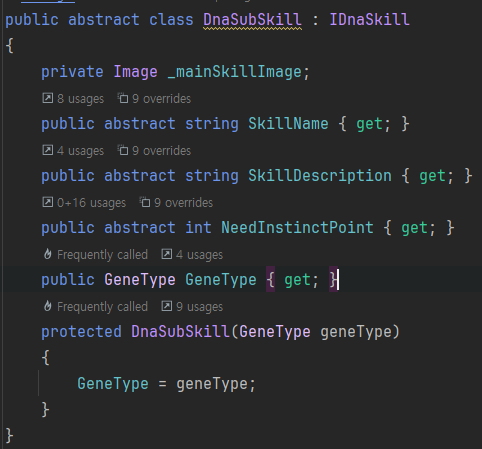 public abstract class DnaSubSkill : IDnaSkill
{
    private Image _mainSkillImage;
    8 usages 9 overrides
    public abstract string SkillName { get; }
    4 usages 9 overrides
    public abstract string SkillDescription { get; }
    0+16 usages 9 overrides
    public abstract int NeedInstinctPoint { get; }
    Frequently called 4 usages
    public GeneType GeneType { get; }
    Frequently called 9 usages
    protected DnaSubSkill(GeneType geneType)
    {
        GeneType = geneType;
    }
}